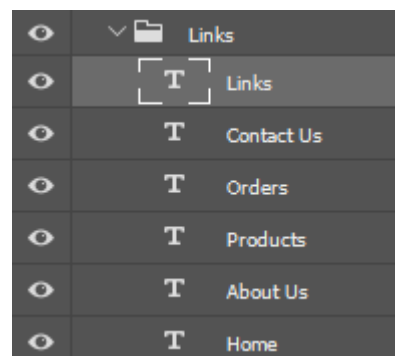 Links
Links
Contact Us
Orders
Products
About Us
Home